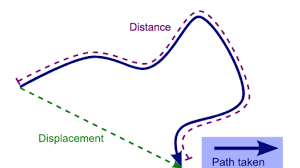 Distance
Displacement
Path taken